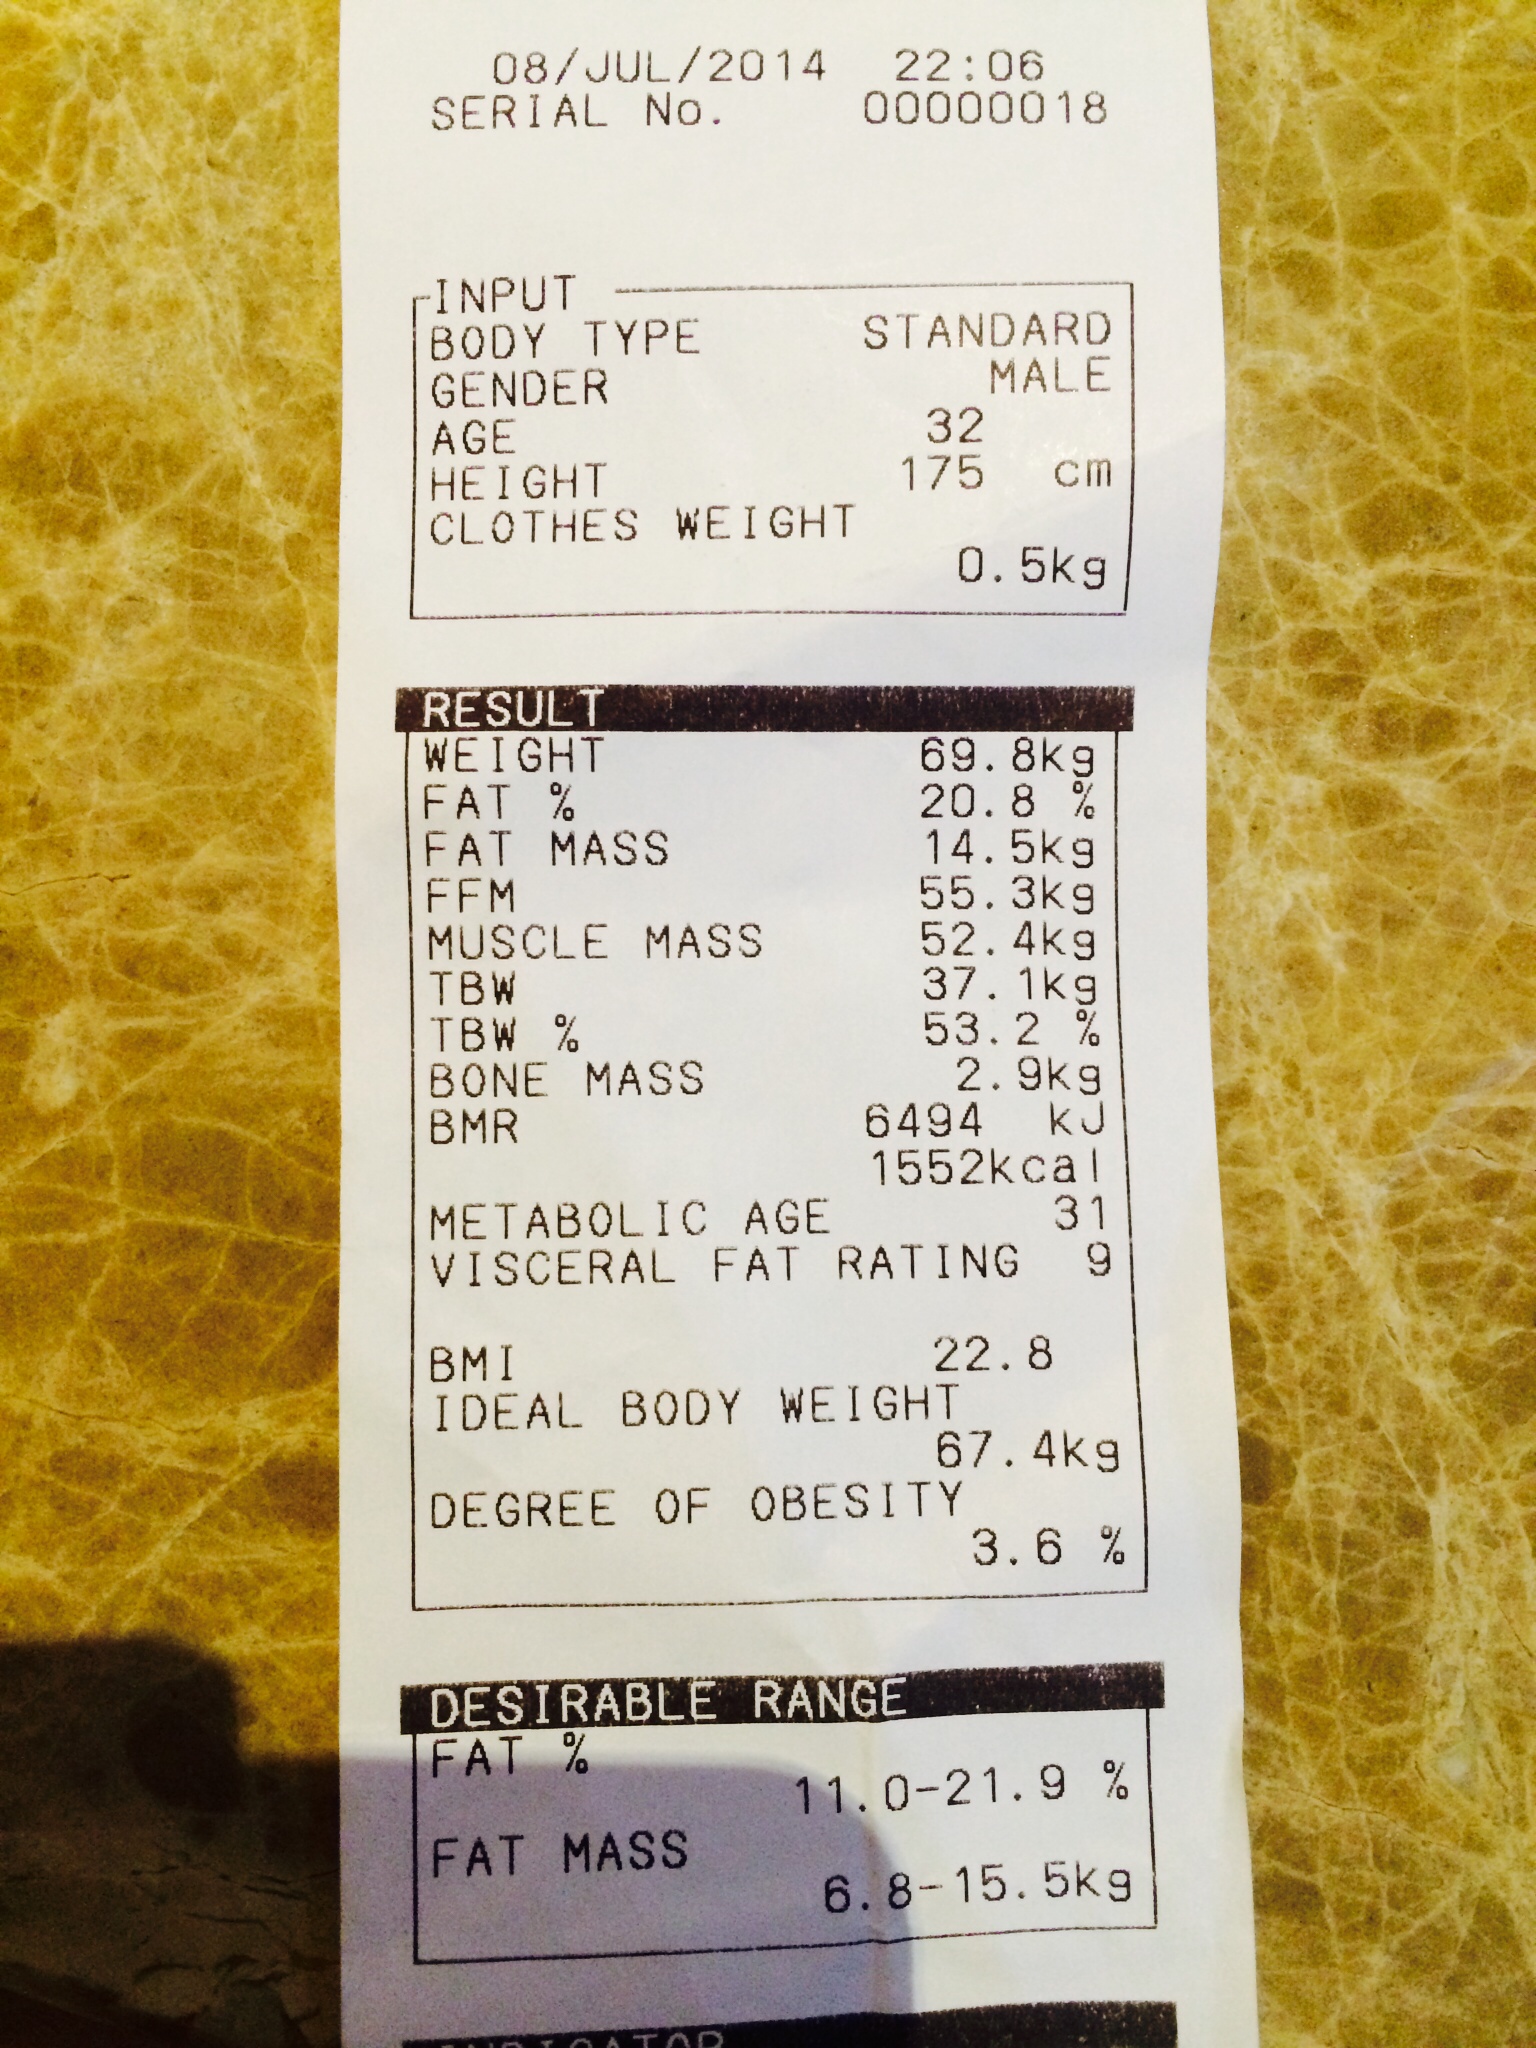 08/JUL/2014 22:06
SERIAL No. 00000018
INPUT
BODY TYPE STANDARD
GENDER MALE
AGE 32
HEIGHT 175 cm
CLOTHES WEIGHT
0.5kg
RESULT
WEIGHT 69.8kg
FAT % 20.8 %
FAT MASS 14.5kg
FFM 55.3kg
MUSCLE MASS 52.4kg
TBW 37.1kg
TBW % 53.2 %
BONE MASS 2.9kg
BMR 6494 kJ
1552kcal
METABOLIC AGE 31
VISCERAL FAT RATING 9
BMI 22.8
IDEAL BODY WEIGHT
67.4kg
DEGREE OF OBESITY
3.6 %
DESIRABLE RANGE
FAT %
11.0-21.9 %
FAT MASS
6.8-15.5kg
INDICATOR